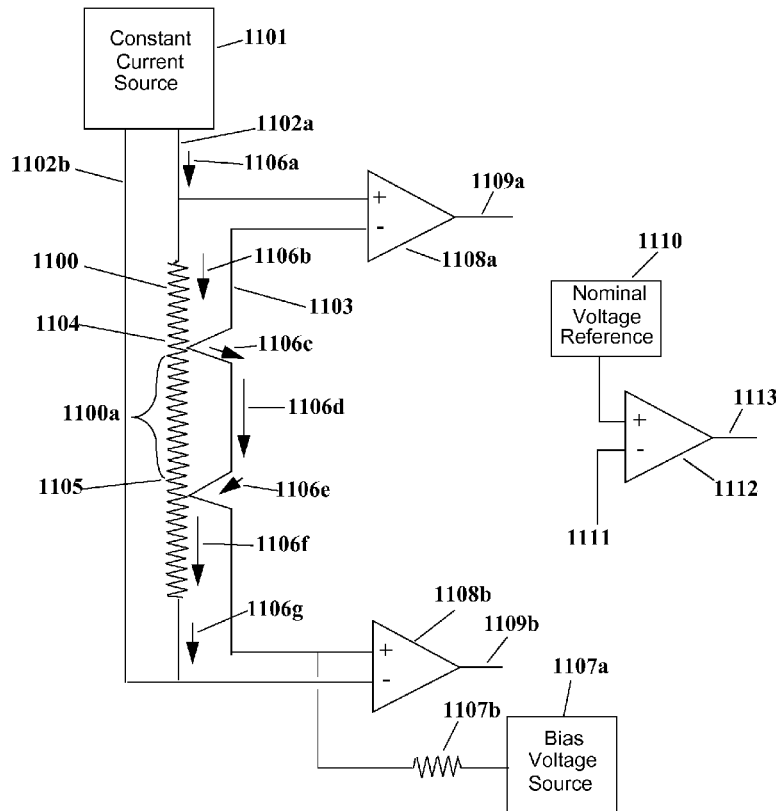 Constant
Current
Source
1101
1102a
1102b
1106a
1109a
+
-
1108a
1100
1106b
1110
1103
Nominal
Voltage
Reference
1104
1106c
1100a
1106d
1113
+
-
1112
1105
1106e
1111
1106f
1108b
1109b
1106g
+
-
1107a
1107b
Bias
Voltage
Source